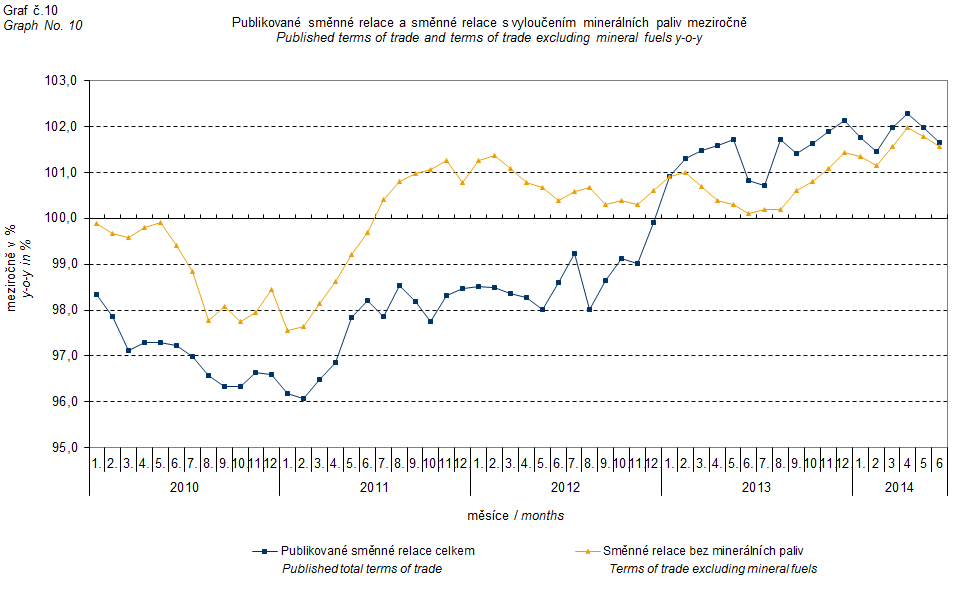 Graf č.10
Graph No. 10
Publikované směnné relace a směnné relace s vyloučením minerálních paliv meziročně
Published terms of trade and terms of trade excluding mineral fuels y-o-y
meziročně v %
y-o-y in %
103,0
102,0
101,0
100,0
99,0
98,0
97,0
96,0
95,0
1. 2. 3. 4. 5. 6. 7. 8. 9. 10 11 12 1. 2. 3. 4. 5. 6. 7. 8. 9. 10 11 12. 1. 2. 3. 4. 5. 6. 7. 8. 9. 10 11 12 1. 2. 3. 4. 5. 6. 7. 8. 9. 10 11 12. 1. 2 3. 4 5 6
2010 2011 2012 2013 2014
měsíce / months
Publikované směnné relace celkem Směnné relace bez minerálních paliv
Published total terms of trade Terms of trade excluding mineral fuels